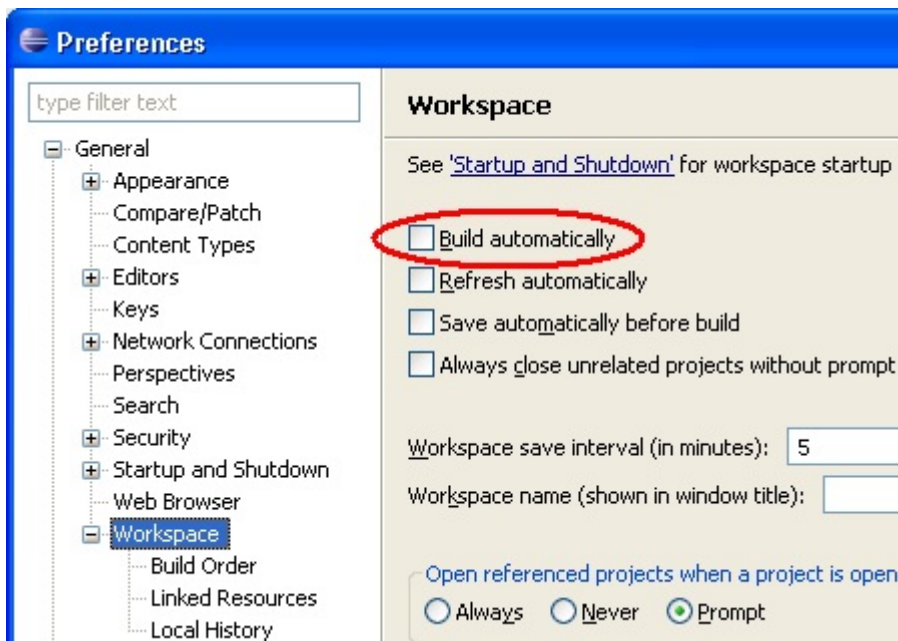 Preferences
type filter text
General
Appearance
Compare/Patch
Content Types
Editors
Keys
Network Connections
Perspectives
Search
Security
Startup and Shutdown
Web Browser
Workspace
Build Order
Linked Resources
Local History
Workspace
See 'Startup and Shutdown' for workspace startup
Build automatically
Refresh automatically
Save automatically before build
Always close unrelated projects without prompt
Workspace save interval (in minutes): 5
Workspace name (shown in window title):
Open referenced projects when a project is open
Always Never Prompt